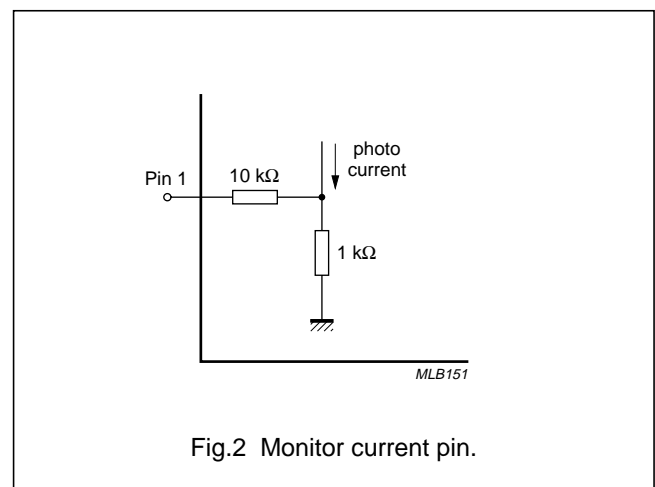 photo
current
Pin 1
10 kΩ
1 kΩ
MLB151
Fig.2 Monitor current pin.